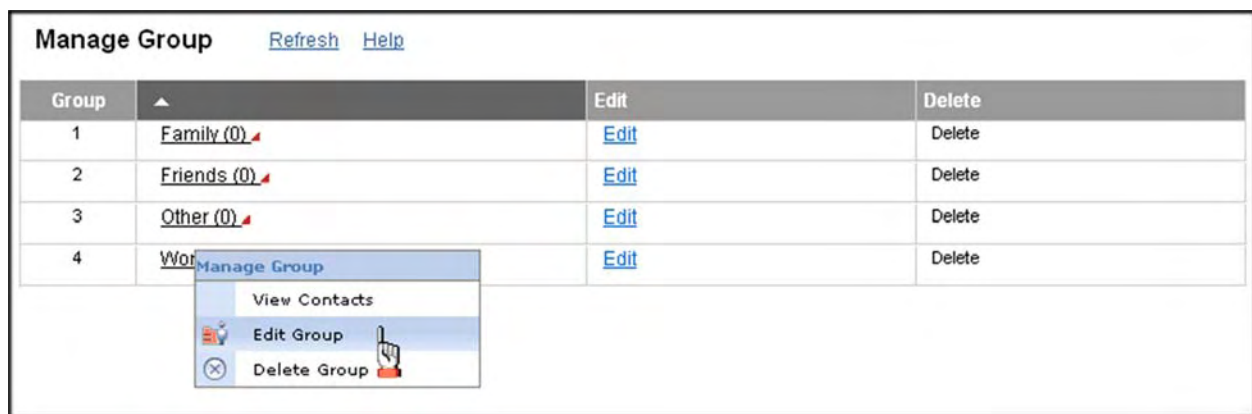 Manage Group Refresh Help
Group Edit Delete
1 Family (0) Edit Delete
2 Friends (0) Edit Delete
3 Other (0) Edit Delete
4 Wor Edit Delete
Manage Group
View Contacts
Edit Group
Delete Group